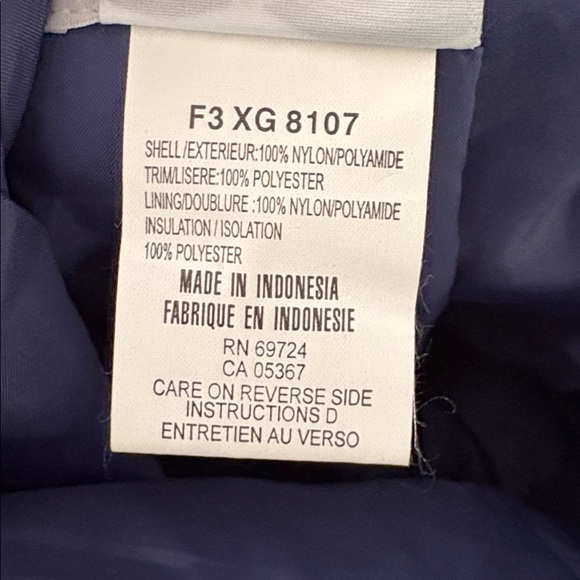 F3 XG 8107
SHELL/EXTERIEUR:100% NYLON/POLYAMIDE
TRIM/LISERE:100% POLYESTER
LINING/DOUBLURE :100% NYLON/POLYAMIDE
INSULATION / ISOLATION
100% POLYESTER
MADE IN INDONESIA
FABRIQUE EN INDONESIE
RN 69724
CA 05367
CARE ON REVERSE SIDE
INSTRUCTIONS D
ENTRETIEN AU VERSO